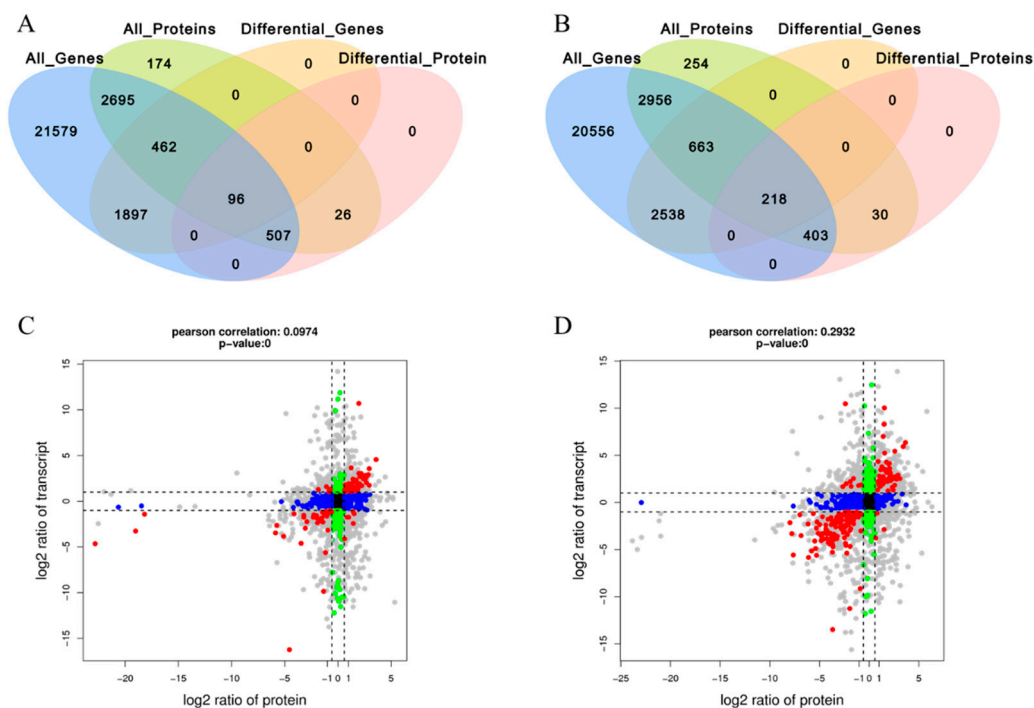 A
All_Proteins Differential_Genes
All_Genes 174 0 Differential_Protein
2695 0 0
21579 462 0 0
96
1897 26
0 507
0
B
All_Proteins Differential_Genes
All_Genes 254 0 Differential_Proteins
2956 0 0
20556 663 0 0
218
2538 30
0 403
0
C
pearson correlation: 0.0974
p-value:0
log2 ratio of transcript
15
10
5
1
0
−1
−5
−10
−15
−20 −15 −10 −5 −1 0 1 5
log2 ratio of protein
D
pearson correlation: 0.2932
p-value:0
log2 ratio of transcript
15
10
5
1
0
−1
−5
−10
−15
−25 −20 −15 −10 −5 −1 0 1 5
log2 ratio of protein